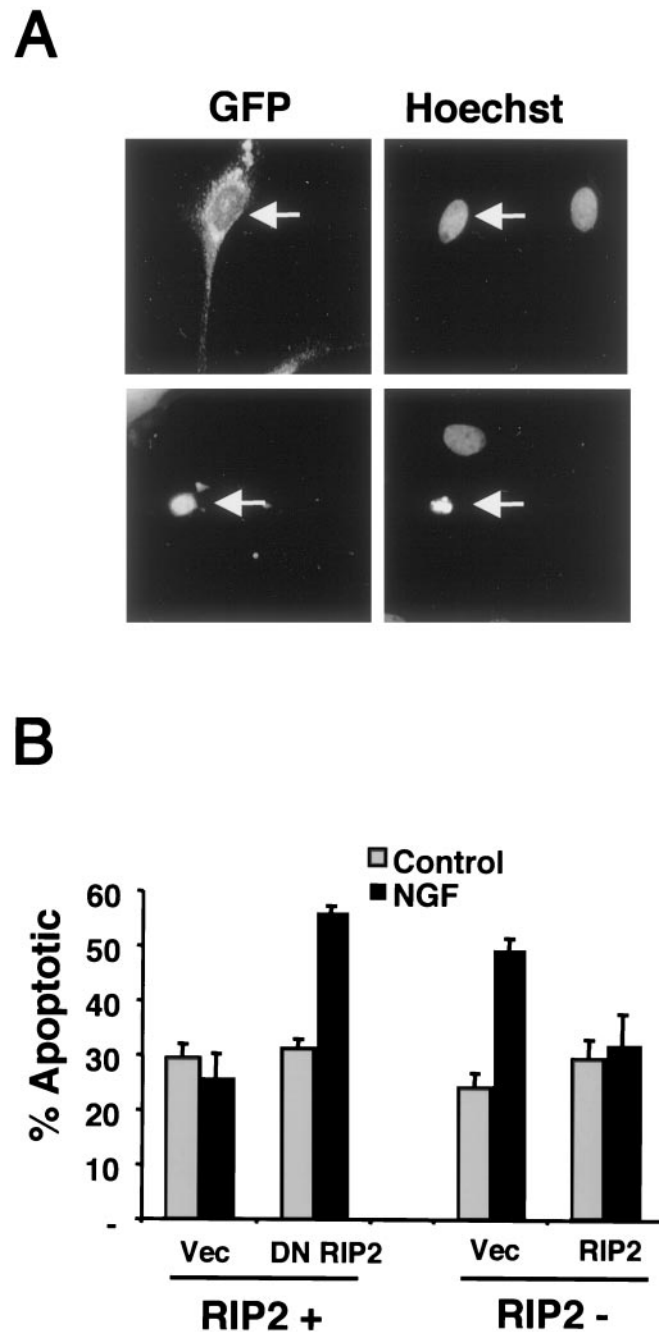 A
GFP Hoechst
B
Control
NGF
% Apoptotic
60
50
40
30
20
10
-
Vec DN RIP2 Vec RIP2
RIP2 + RIP2 -